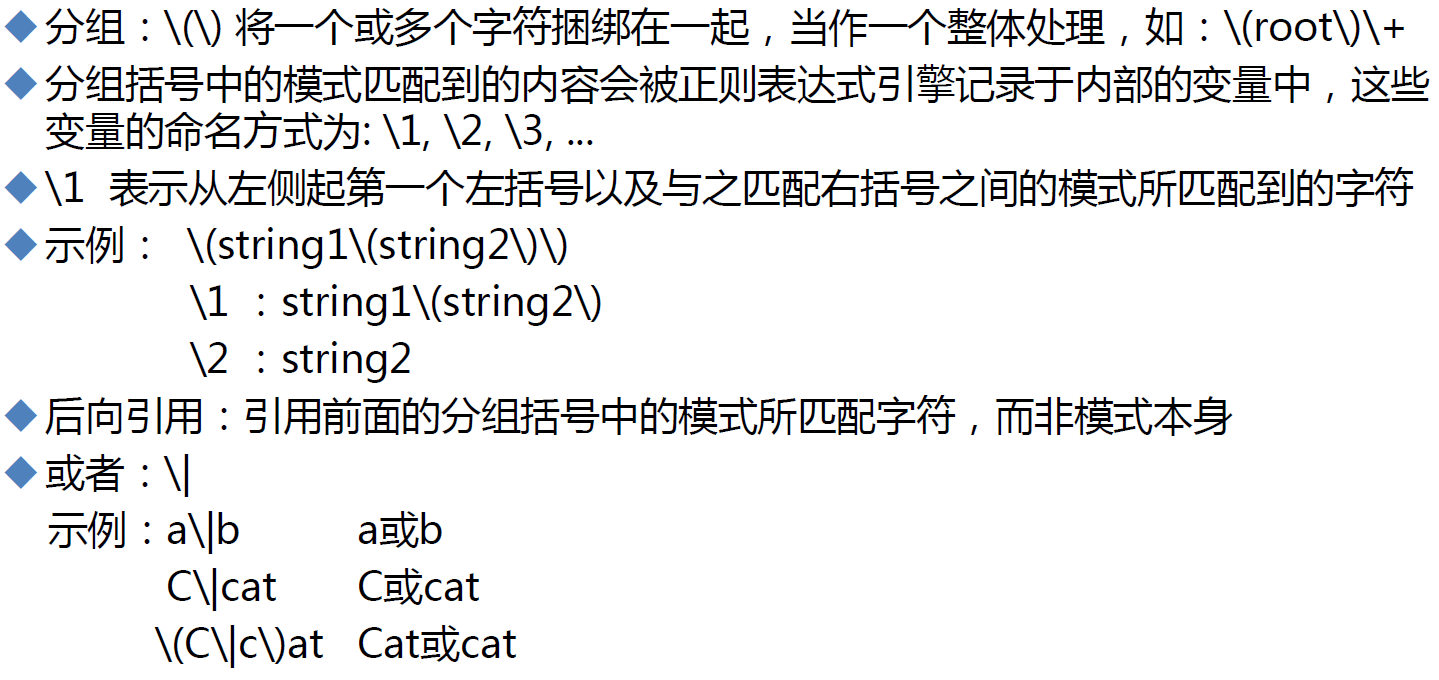 ◆ 分组：\(\) 将一个或多个字符捆绑在一起，当作一个整体处理，如：\(root\)\+
◆ 分组括号中的模式匹配到的内容会被正则表达式引擎记录于内部的变量中，这些
变量的命名方式为: \1, \2, \3, ...
◆ \1 表示从左侧起第一个左括号以及与之匹配右括号之间的模式所匹配到的字符
◆ 示例： \(string1\(string2\)\)
\1 ：string1\(string2\)
\2 ：string2
◆ 后向引用：引用前面的分组括号中的模式所匹配字符，而非模式本身
◆ 或者：\|
示例：a\|b a或b
C\|cat C或cat
\(C\|c\)at Cat或cat